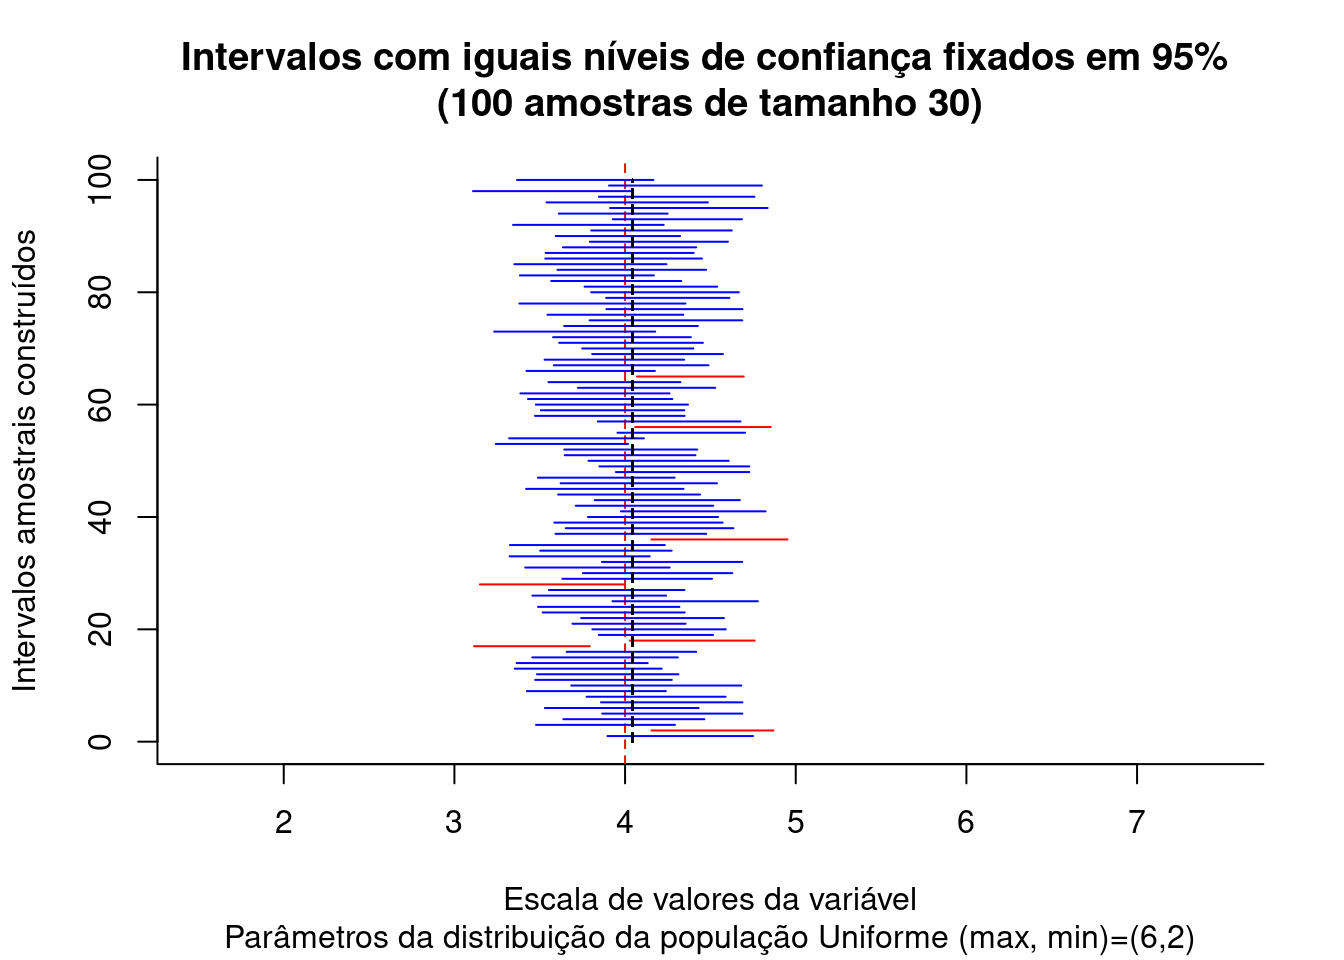 Intervalos com iguais níveis de confiança fixados em 95%
(100 amostras de tamanho 30)
Intervalos amostrais construídos
100
80
60
40
20
0
2 3 4 5 6 7
Escala de valores da variável
Parâmetros da distribuição da população Uniforme (max, min)=(6,2)